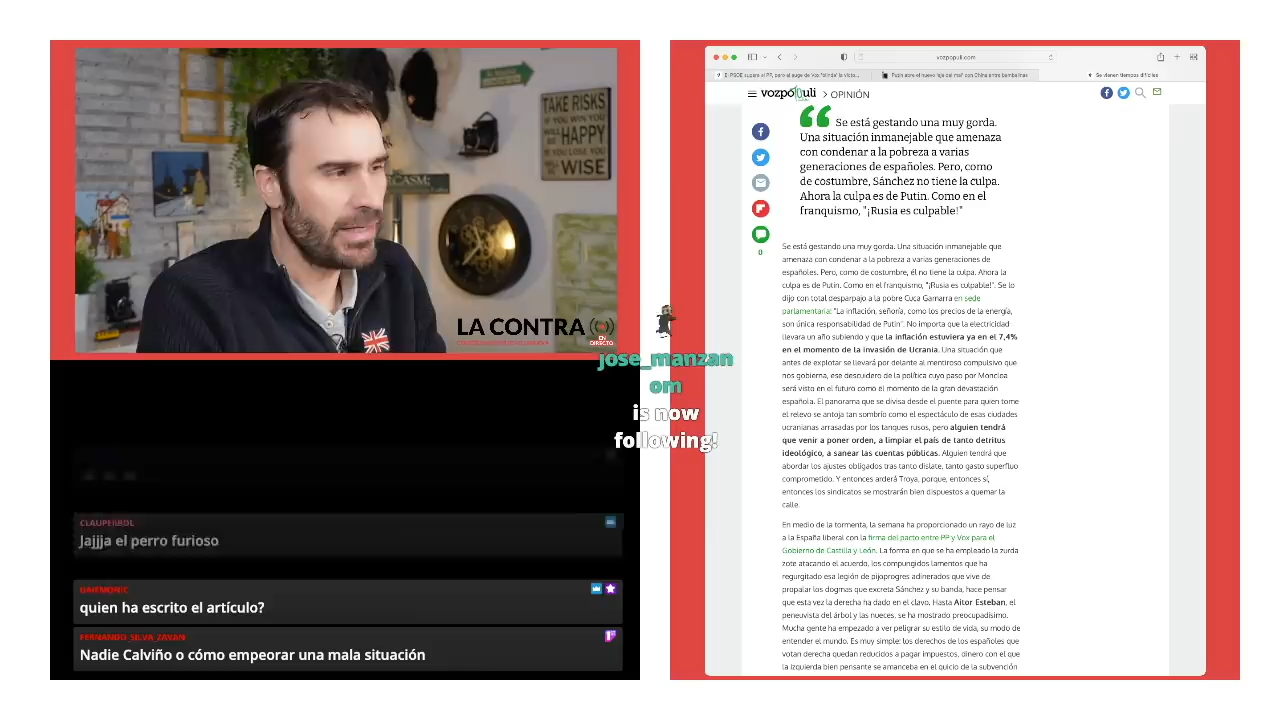 TAKE RISKS
IF YOU WIN YOU
WILL BE
HAPPY
IF YOU LOSE YOU
WILL BE
WISE
LA CONTRA
EN
DIRECTO
jose_manzan
om
is now
following!
CLAUPEIROL
Jajjja el perro furioso
quien ha escrito el artículo?
FERNANDO_SILVA_ZAYAN
Nadie Calviño o cómo empeorar una mala situación
vozpopuli.com
Se vienen tiempos difíciles
vozpópuli > OPINIÓN
Se está gestando una muy gorda.
Una situación inmanejable que amenaza
con condenar a la pobreza a varias
generaciones de españoles. Pero, como
de costumbre, Sánchez no tiene la culpa.
Ahora la culpa es de Putin. Como en el
franquismo, "¡Rusia es culpable!"
0
Se está gestando una muy gorda. Una situación inmanejable que
amenaza con condenar a la pobreza a varias generaciones de
españoles. Pero, como de costumbre, él no tiene la culpa. Ahora la
culpa es de Putin. Como en el franquismo, "¡Rusia es culpable!". Se lo
dijo con total desparpajo a la pobre Cuca Gamarra en sede
parlamentaria: "La inflación, señoría, como los precios de la energía,
son única responsabilidad de Putin". No importa que la electricidad
llevara un año subiendo y que la inflación estuviera ya en el 7,4%
en el momento de la invasión de Ucrania. Una situación que
antes de explotar se llevará por delante al mentiroso compulsivo que
nos gobierna, ese descuidero de la política cuyo paso por Moncloa
será visto en el futuro como el momento de la gran devastación
española. El panorama que se divisa desde el puente para quien tome
el relevo se antoja tan sombrío como el espectáculo de esas ciudades
ucranianas arrasadas por los tanques rusos, pero alguien tendrá
que venir a poner orden, a limpiar el país de tanto detritus
ideológico, a sanear las cuentas públicas. Alguien tendrá que
abordar los ajustes obligados tras tanto dislate, tanto gasto superfluo
comprometido. Y entonces arderá Troya, porque, entonces sí,
entonces los sindicatos se mostrarán bien dispuestos a quemar la
calle.
En medio de la tormenta, la semana ha proporcionado un rayo de luz
a la España liberal con la firma del pacto entre PP y Vox para el
Gobierno de Castilla y León. La forma en que se ha empleado la zurda
zote atacando el acuerdo, los compungidos lamentos que ha
regurgitado esa legión de pijoprogres adinerados que vive de
propalar los dogmas que excreta Sánchez y su banda, hace pensar
que esta vez la derecha ha dado en el clavo. Hasta Aitor Esteban, el
peneuvista del árbol y las nueces, se ha mostrado preocupadísimo.
Mucha gente ha empezado a ver peligrar su estilo de vida, su modo de
entender el mundo. Es muy simple: los derechos de los españoles que
votan derecha quedan reducidos a pagar impuestos, dinero con el que
la izquierda bien pensante se amanceba en el quicio de la subvención